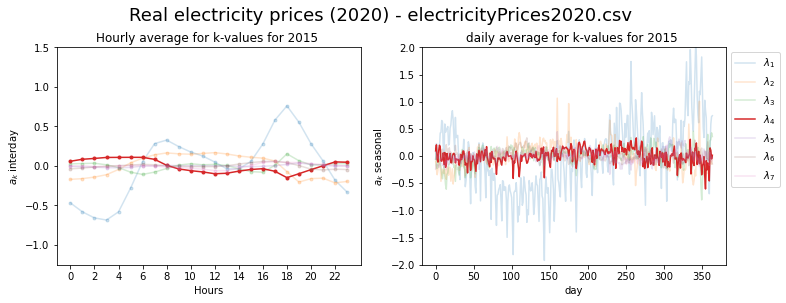 Real electricity prices (2020) - electricityPrices2020.csv
Hourly average for k-values for 2015
daily average for k-values for 2015
1.5
1.0
0.5
0.0
−0.5
−1.0
aₖ interday
0 2 4 6 8 10 12 14 16 18 20 22
Hours
2.0
1.5
1.0
0.5
0.0
−0.5
−1.0
−1.5
−2.0
aₖ seasonal
0 50 100 150 200 250 300 350
day
λ₁
λ₂
λ₃
λ₄
λ₅
λ₆
λ₇